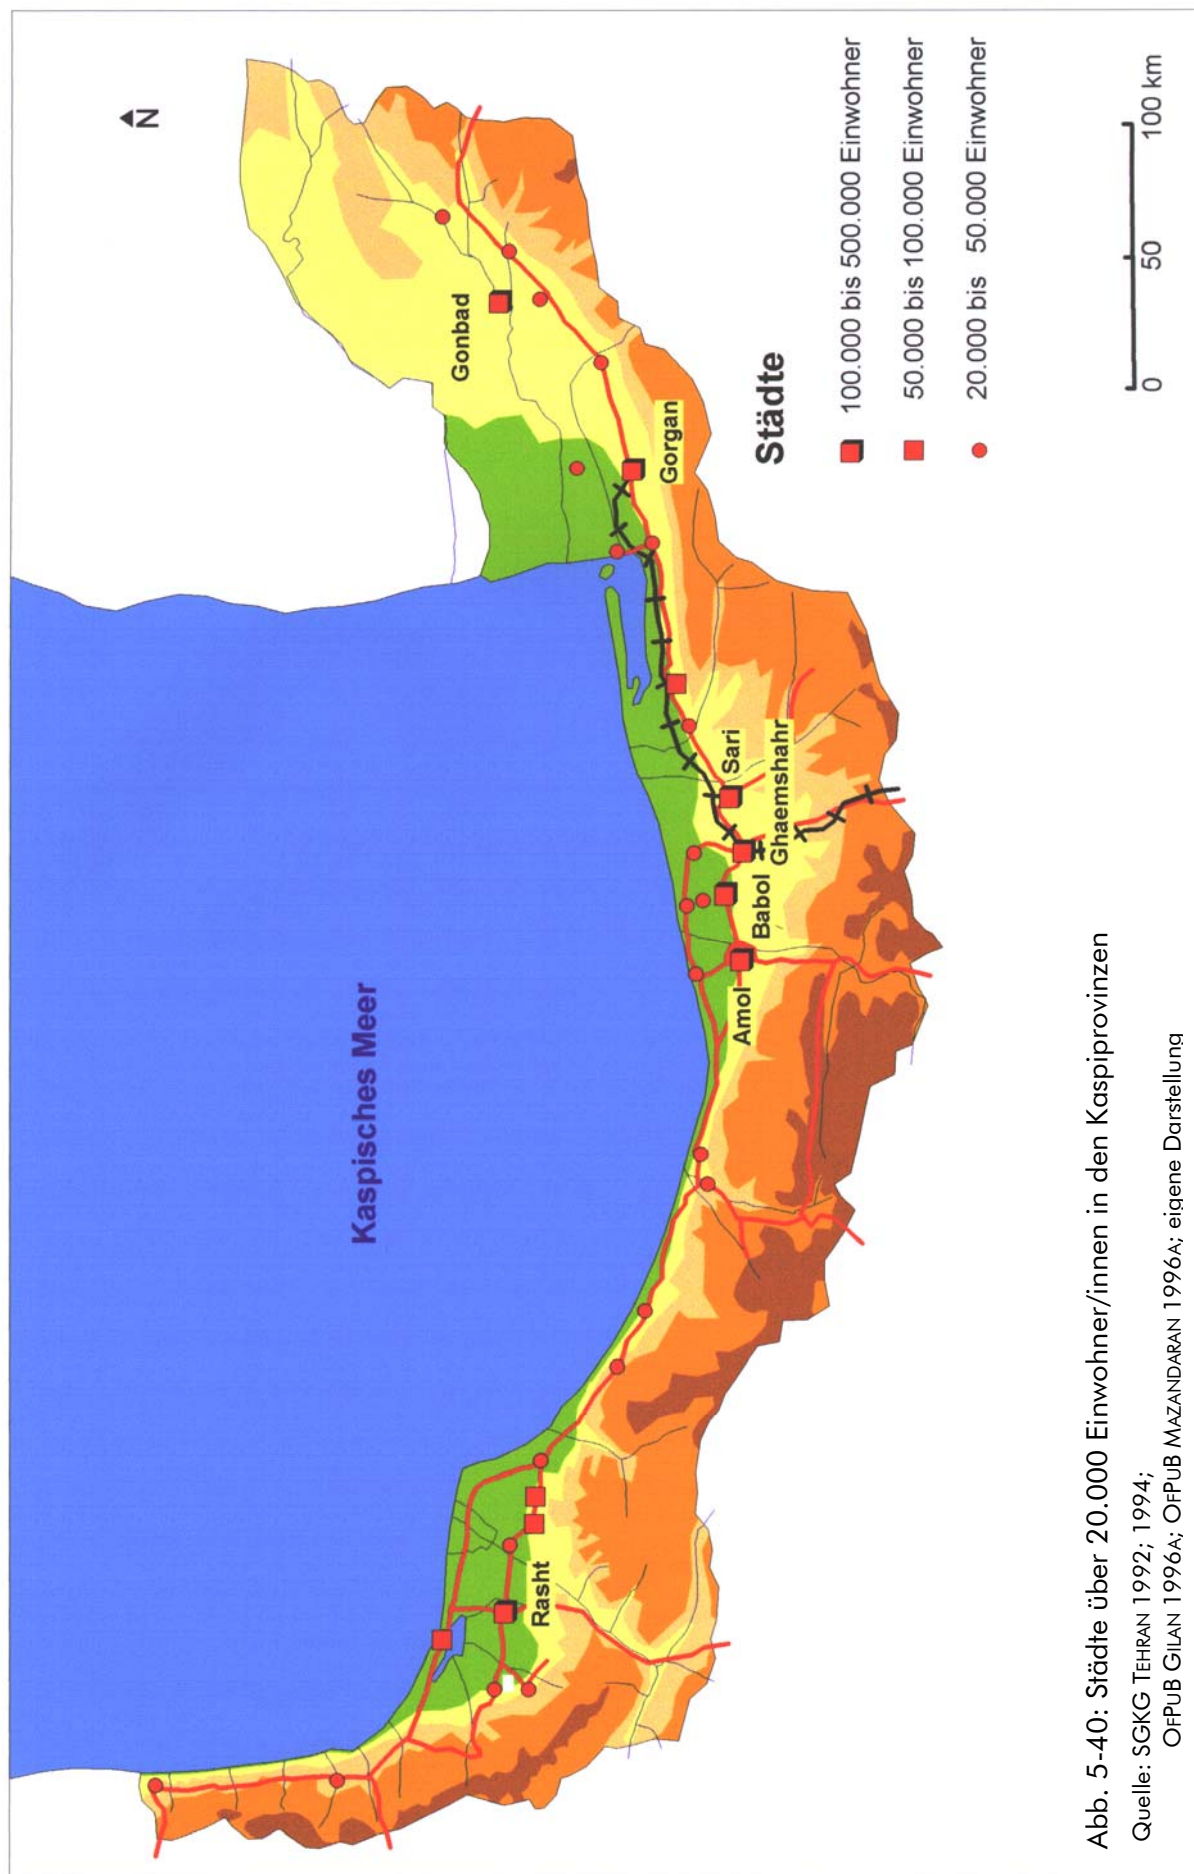 N
Kaspisches Meer
Gonbad
Gorgan
Sari
Ghaemshahr
Babol
Amol
Rasht
Städte
100.000 bis 500.000 Einwohner
50.000 bis 100.000 Einwohner
20.000 bis 50.000 Einwohner
0 50 100 km
Abb. 5-40: Städte über 20.000 Einwohner/innen in den Kaspiprovinzen
Quelle: SGKG TEHRAN 1992; 1994;
OFPUB GILAN 1996A; OFPUB MAZANDARAN 1996A; eigene Darstellung